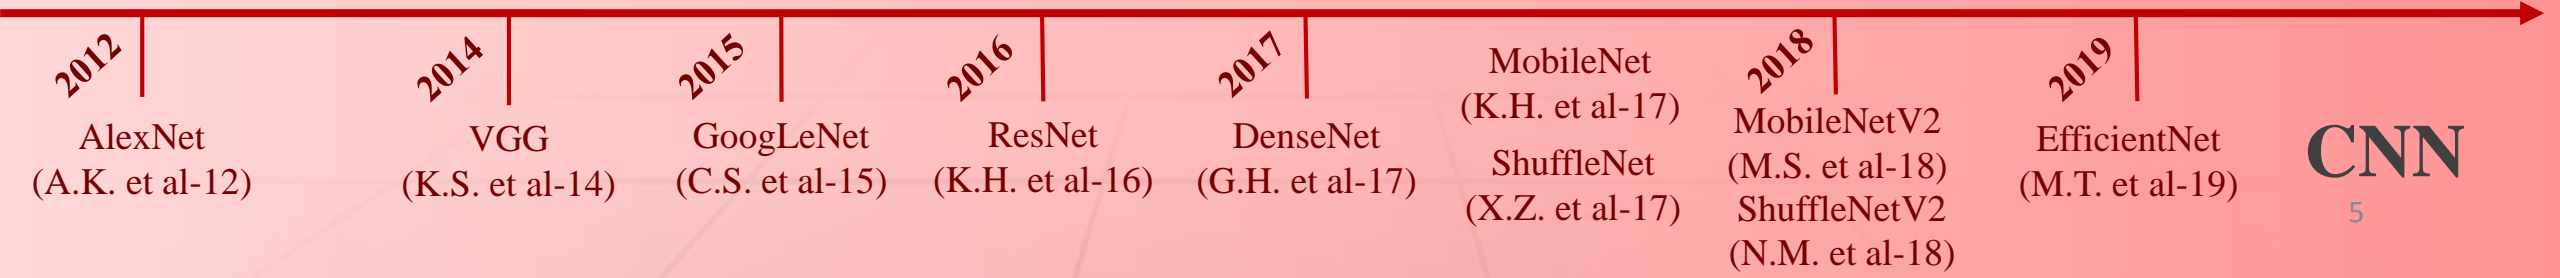 2012
AlexNet
(A.K. et al-12)
2014
VGG
(K.S. et al-14)
2015
GoogLeNet
(C.S. et al-15)
2016
ResNet
(K.H. et al-16)
2017
DenseNet
(G.H. et al-17)
MobileNet
(K.H. et al-17)
ShuffleNet
(X.Z. et al-17)
2018
MobileNetV2
(M.S. et al-18)
ShuffleNetV2
(N.M. et al-18)
2019
EfficientNet
(M.T. et al-19)
CNN
5